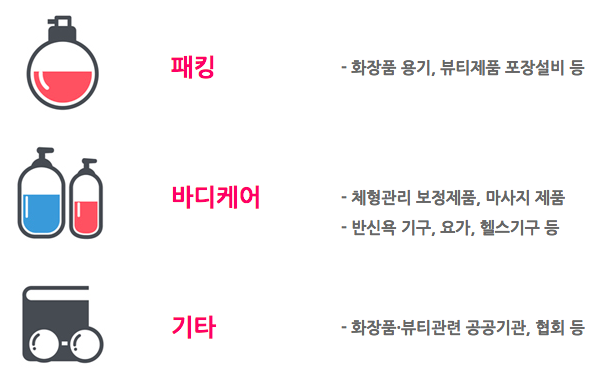 패킹
- 화장품 용기, 뷰티제품 포장설비 등
바디케어
- 체형관리 보정제품, 마사지 제품
- 반신욕 기구, 요가, 헬스기구 등
기타
- 화장품·뷰티관련 공공기관, 협회 등